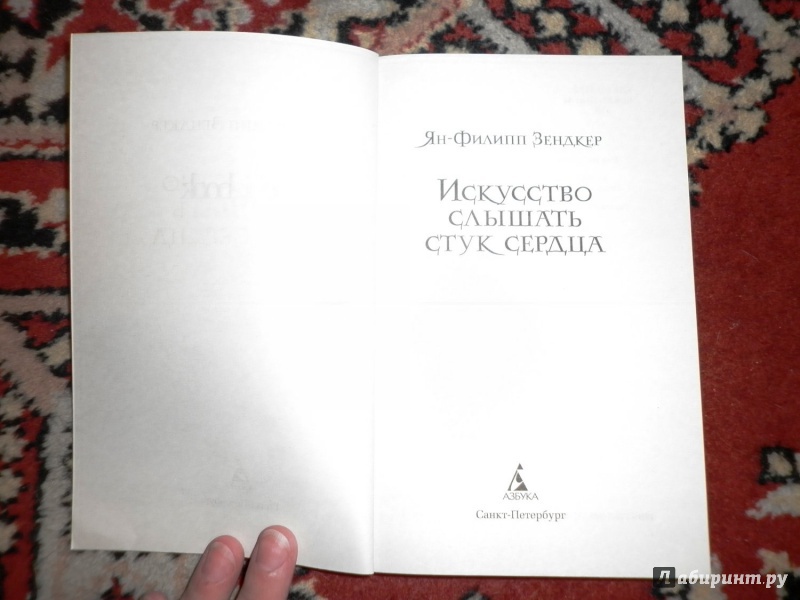 Ян-Филипп Зендкер
Искусство
слышать
стук сердца
АЗБУКА
Санкт-Петербург
Лабиринт.ру